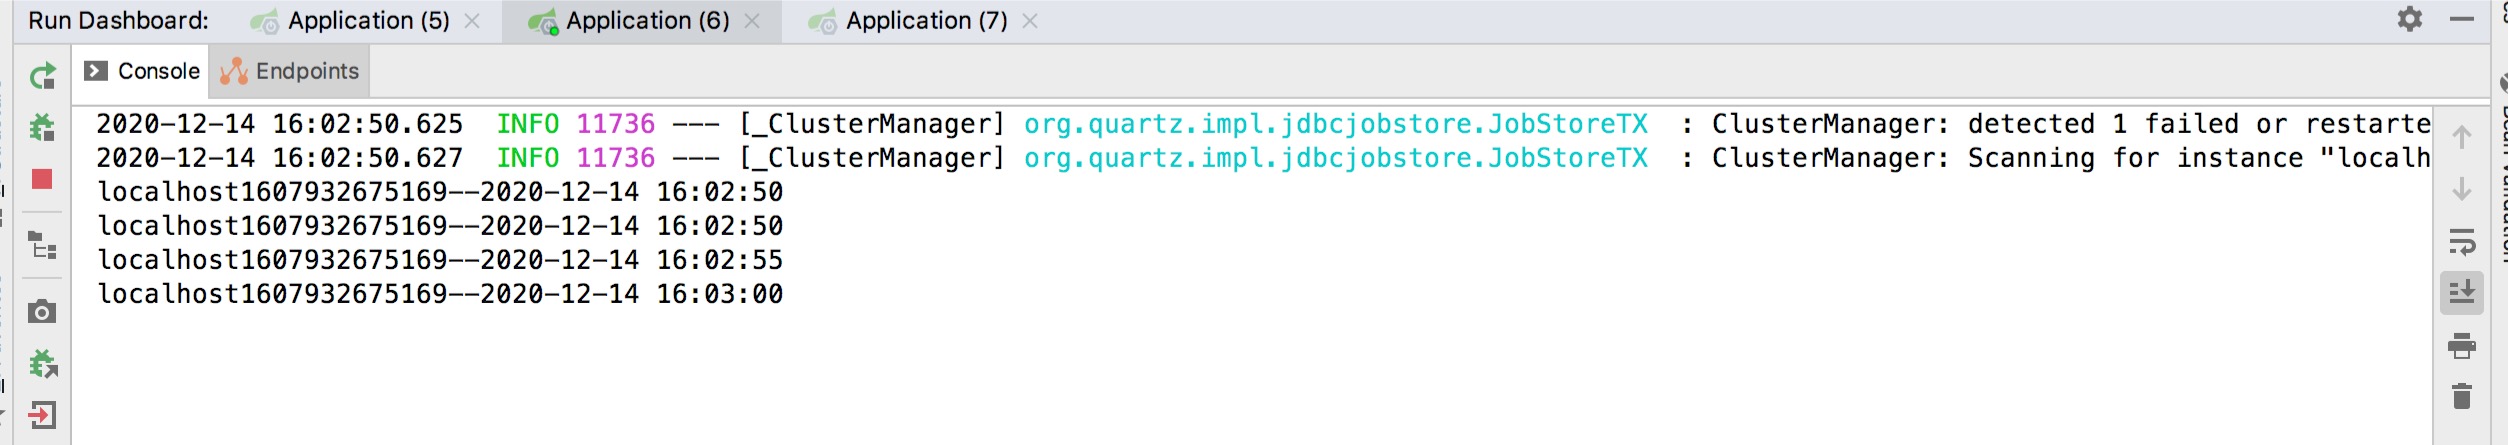 Run Dashboard: Application (5) Application (6) Application (7)
Console Endpoints
2020-12-14 16:02:50.625 INFO 11736 --- [_ClusterManager] org.quartz.impl.jdbcjobstore.JobStoreTX : ClusterManager: detected 1 failed or restarte
2020-12-14 16:02:50.627 INFO 11736 --- [_ClusterManager] org.quartz.impl.jdbcjobstore.JobStoreTX : ClusterManager: Scanning for instance "localh
localhost1607932675169--2020-12-14 16:02:50
localhost1607932675169--2020-12-14 16:02:50
localhost1607932675169--2020-12-14 16:02:55
localhost1607932675169--2020-12-14 16:03:00